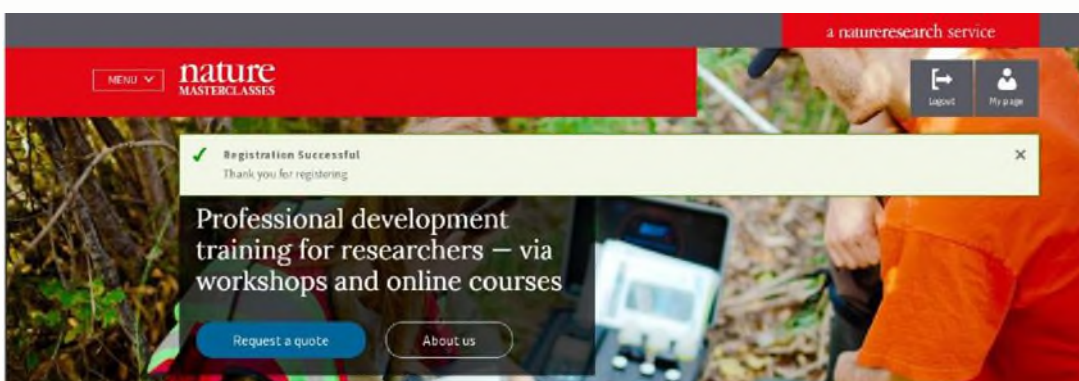 a natureresearch service
MENU
nature
MASTERCLASSES
Logout
My page
Registration Successful
Thank you for registering
Professional development
training for researchers — via
workshops and online courses
Request a quote
About us